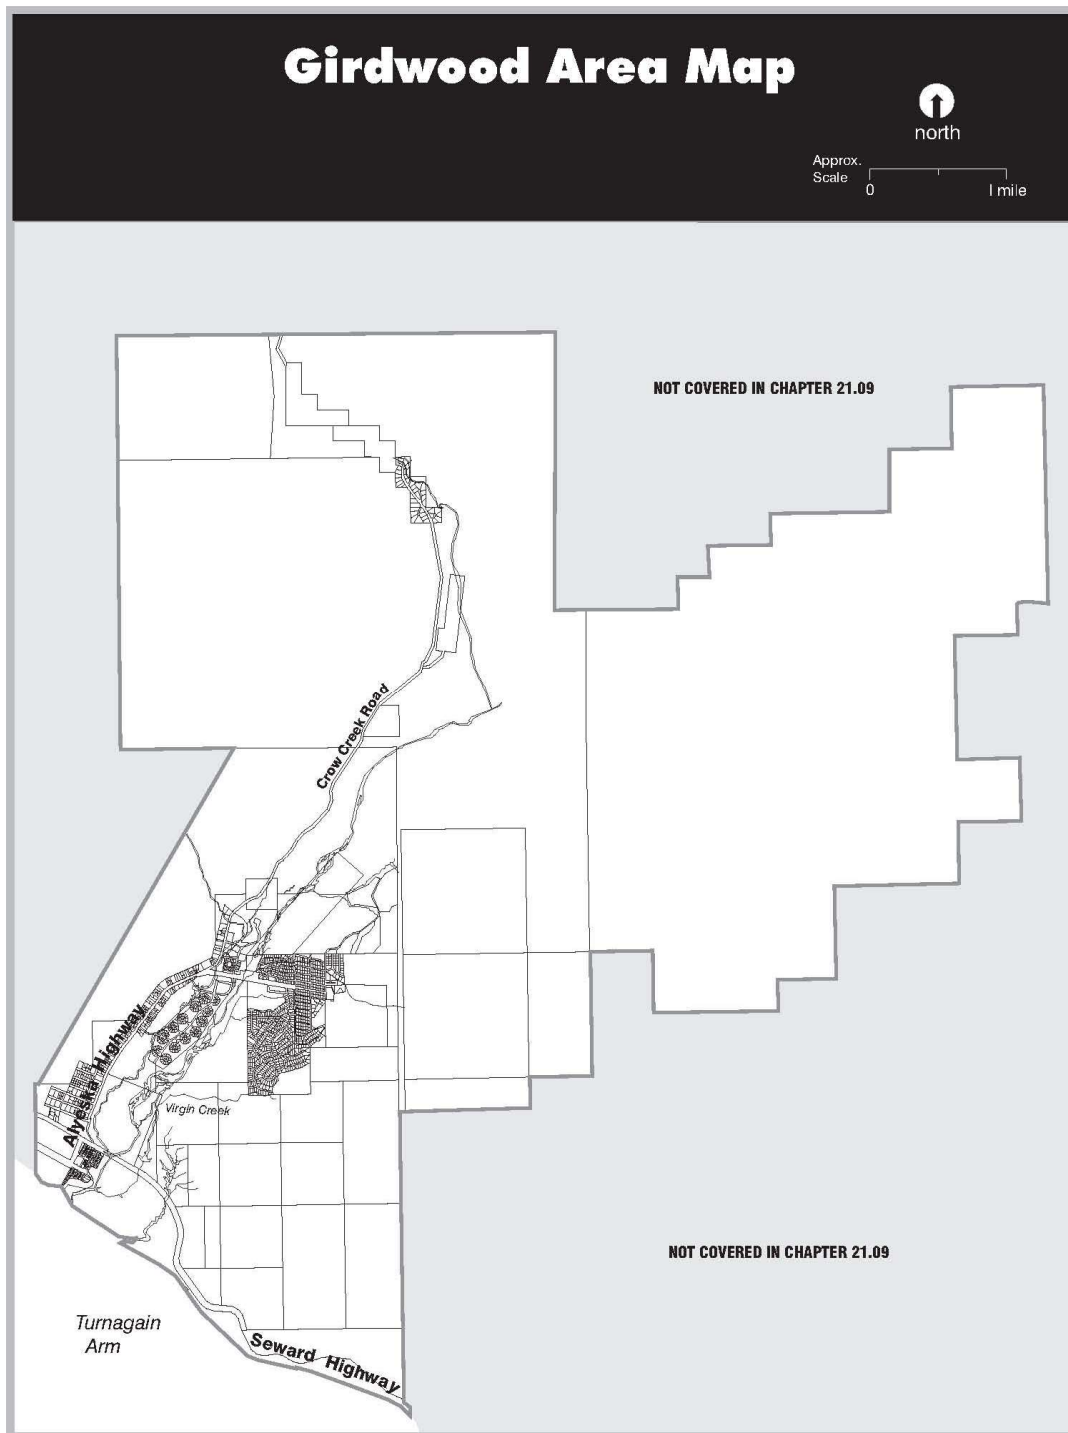 Girdwood Area Map
north
Approx.
Scale
0
1 mile
NOT COVERED IN CHAPTER 21.09
Crow Creek Road
Alyeska Highway
Virgin Creek
NOT COVERED IN CHAPTER 21.09
Turnagain
Arm
Seward Highway